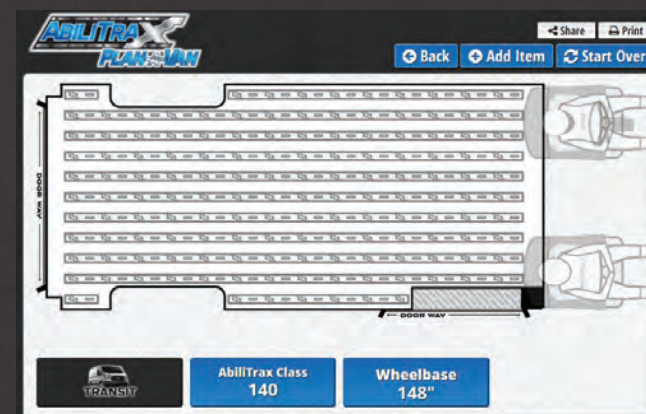 ABILITRAX
PLAN YOUR VAN
Share
Print
Back
Add Item
Start Over
DOOR WAY
DOOR WAY
TRANSIT
AbiliTrax Class
140
Wheelbase
148"